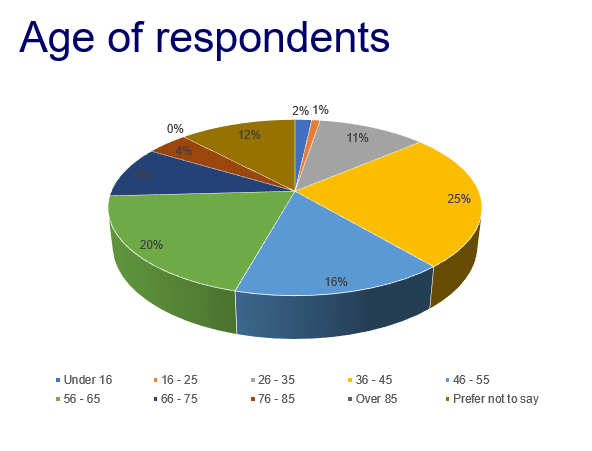 Age of respondents
2% 1%
0%
12%
11%
4%
25%
20%
16%
Under 16 16 - 25 26 - 35 36 - 45 46 - 55
56 - 65 66 - 75 76 - 85 Over 85 Prefer not to say